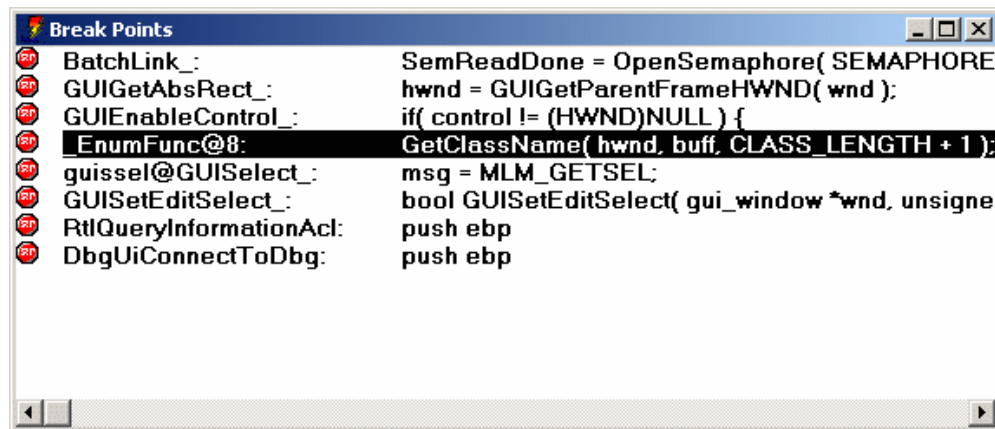 Break Points
BatchLink_: SemReadDone = OpenSemaphore( SEMAPHORE
GUIGetAbsRect_: hwnd = GUIGetParentFrameHWND( wnd );
GUIEnableControl_: if( control != (HWND)NULL ) {
_EnumFunc@8: GetClassName( hwnd, buff, CLASS_LENGTH + 1 );
guissel@GUISelect_: msg = MLM_GETSEL;
GUISetEditSelect_: bool GUISetEditSelect( gui_window *wnd, unsigne
RtlQueryInformationAcl: push ebp
DbgUiConnectToDbg: push ebp